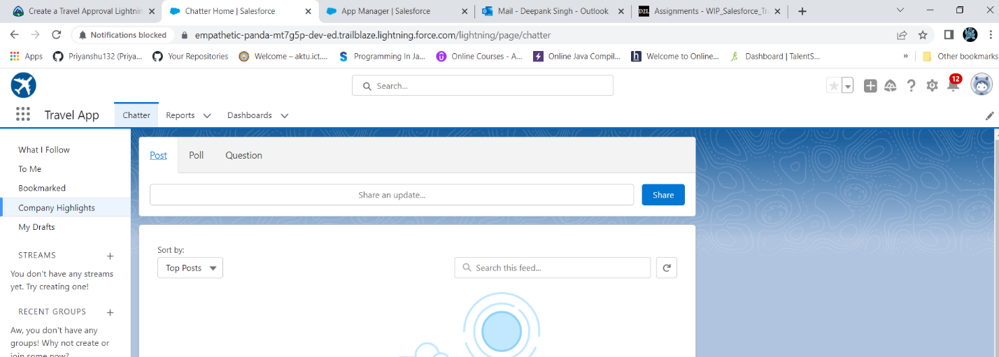 Create a Travel Approval Lightnin
Chatter Home | Salesforce
App Manager | Salesforce
Mail - Deepank Singh - Outlook
D2L
Assignments - WIP_Salesforce_Tra
Notifications blocked
empathetic-panda-mt7g5p-dev-ed.trailblaze.lightning.force.com/lightning/page/chatter
Apps
Priyanshu132 (Priya...
Your Repositories
Welcome – aktu.ict....
S
Programming In Ja...
Online Courses - A...
Online Java Compil...
h
Welcome to Online...
Dashboard | TalentS...
»
Other bookmarks
Search...
12
Travel App
Chatter
Reports
Dashboards
What I Follow
To Me
Bookmarked
Company Highlights
My Drafts
STREAMS
You don't have any streams
yet. Try creating one!
RECENT GROUPS
Aw, you don't have any
groups! Why not create or
join some now?
Post
Poll
Question
Share an update...
Share
Sort by:
Top Posts
Search this feed...